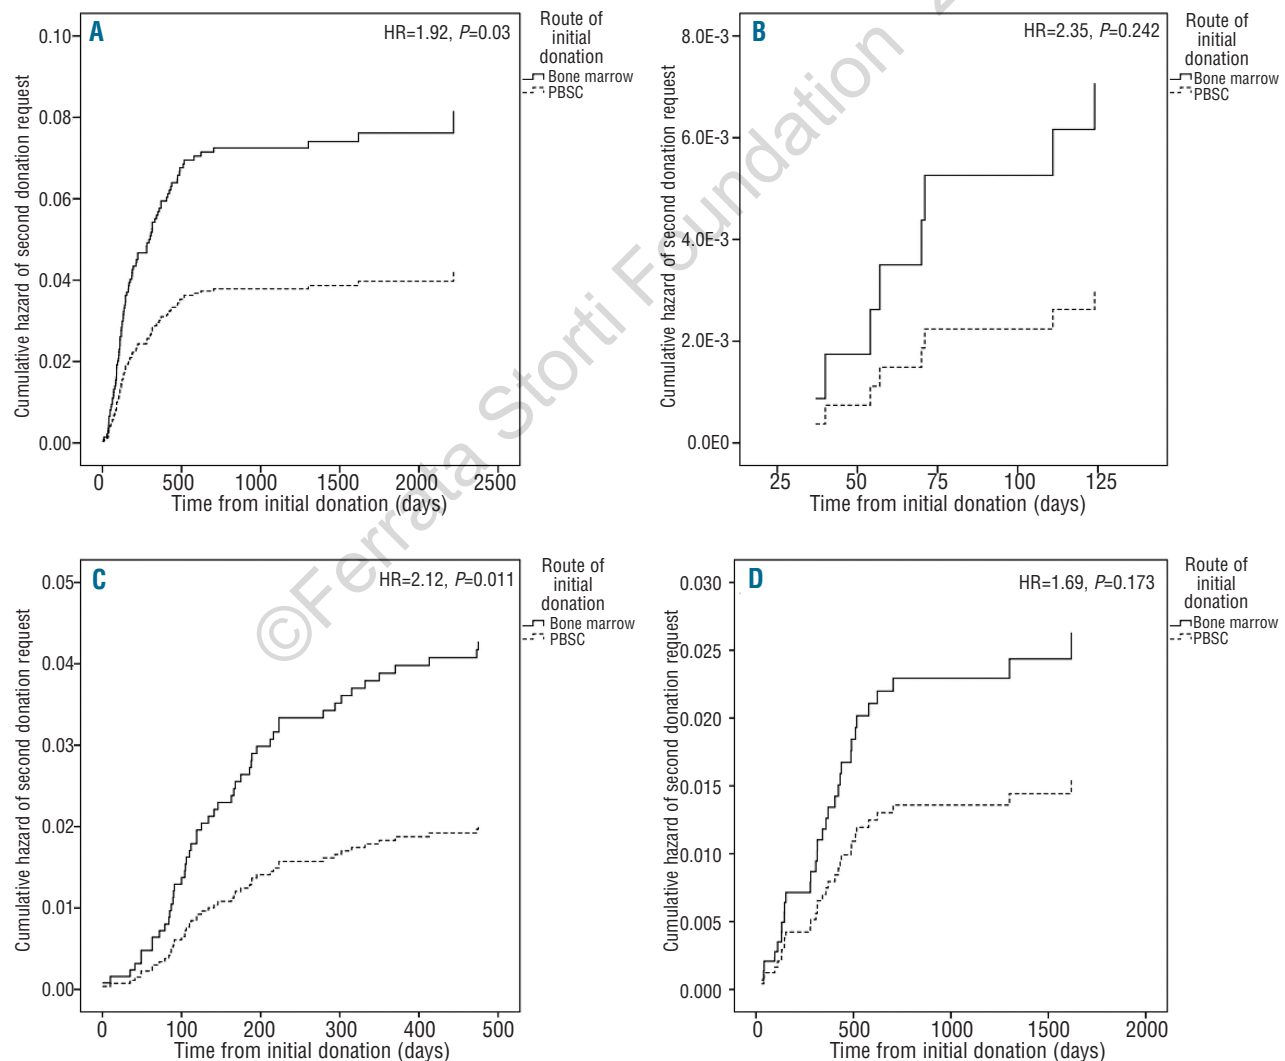 A
HR=1.92, P=0.03
Route of
initial
donation
Bone marrow
PBSC
Cumulative hazard of second donation request
0.10
0.08
0.06
0.04
0.02
0.00
0 500 1000 1500 2000 2500
Time from initial donation (days)
B
HR=2.35, P=0.242
Route of
initial
donation
Bone marrow
PBSC
Cumulative hazard of second donation request
8.0E-3
6.0E-3
4.0E-3
2.0E-3
0.0E0
25 50 75 100 125
Time from initial donation (days)
C
HR=2.12, P=0.011
Route of
initial
donation
Bone marrow
PBSC
Cumulative hazard of second donation request
0.05
0.04
0.03
0.02
0.01
0.00
0 100 200 300 400 500
Time from initial donation (days)
D
HR=1.69, P=0.173
Route of
initial
donation
Bone marrow
PBSC
Cumulative hazard of second donation request
0.030
0.025
0.020
0.015
0.010
0.005
0.000
0 500 1000 1500 2000
Time from initial donation (days)
©Ferrata Storti Foundation